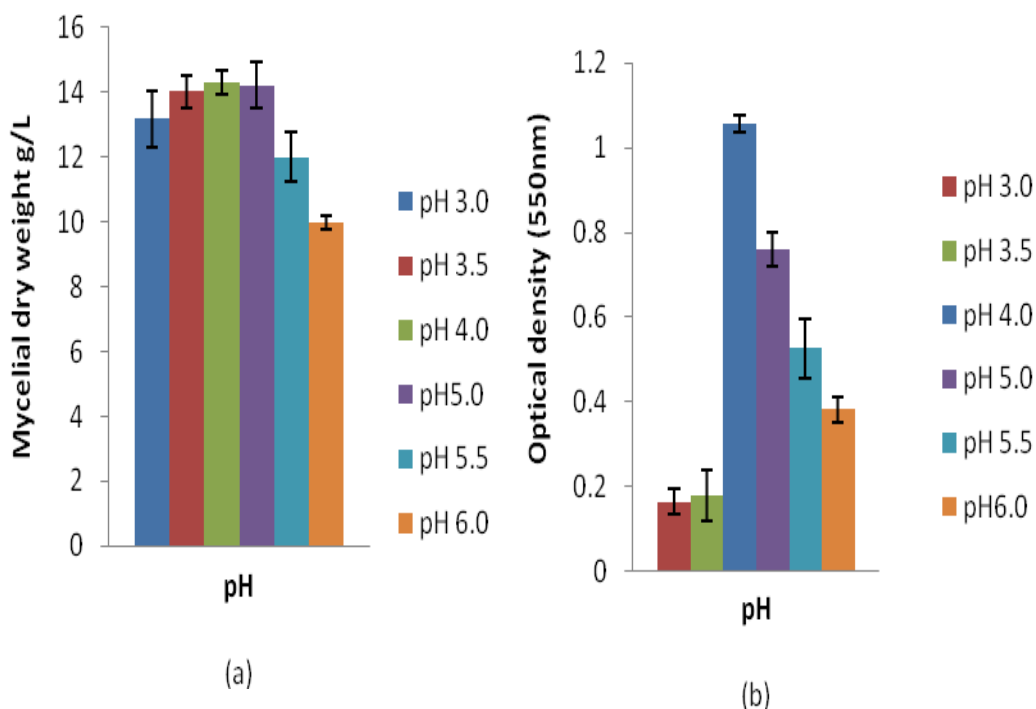 Mycelial dry weight g/L
16
14
12
10
8
6
4
2
0
pH
pH 3.0
pH 3.5
pH 4.0
pH5.0
pH 5.5
pH 6.0
(a)
Optical density (550nm)
1.2
1
0.8
0.6
0.4
0.2
0
pH
pH 3.0
pH 3.5
pH 4.0
pH 5.0
pH 5.5
pH6.0
(b)